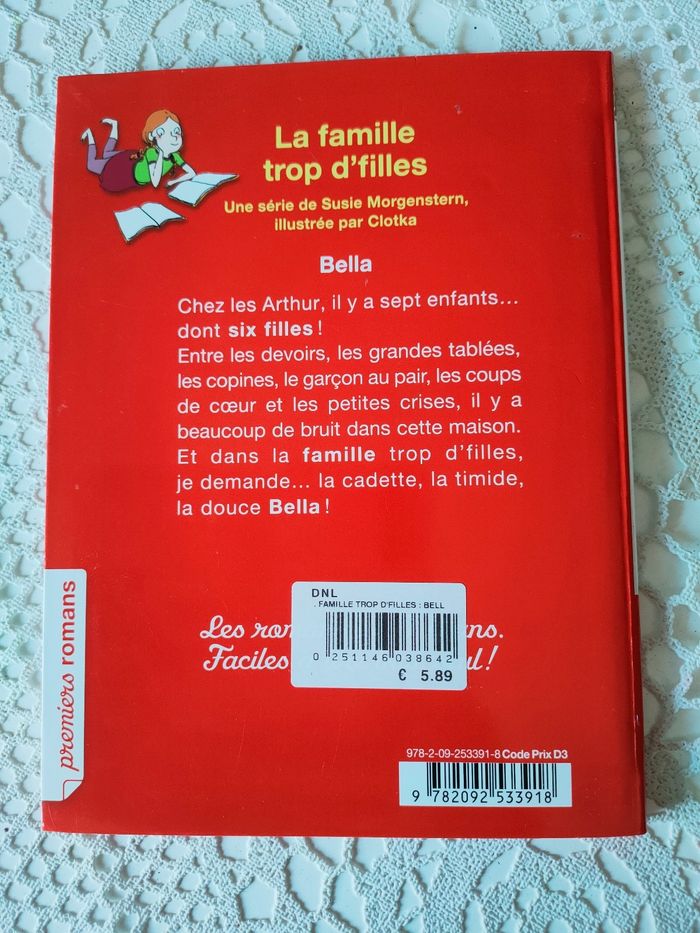 La famille
trop d'filles
Une série de Susie Morgenstern,
illustrée par Clotka
Bella
Chez les Arthur, il y a sept enfants…
dont six filles !
Entre les devoirs, les grandes tablées,
les copines, le garçon au pair, les coups
de cœur et les petites crises, il y a
beaucoup de bruit dans cette maison.
Et dans la famille trop d'filles,
je demande… la cadette, la timide,
la douce Bella !
premiers romans
DNL
. FAMILLE TROP D'FILLES : BELL
0 251146 038642
€ 5.89
Les
Faciles
978-2-09-253391-8 Code Prix D3
9 782092 533918